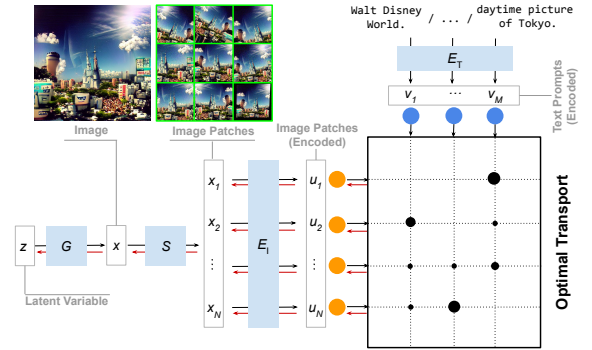 Walt Disney World. / ... / daytime picture of Tokyo.
E_T
v_1 ... v_M
Text Prompts (Encoded)
Image
Image Patches
Image Patches (Encoded)
x_1
u_1
x_2
E_I
u_2
z
G
x
S
⋮
⋮
x_N
u_N
Latent Variable
Optimal Transport